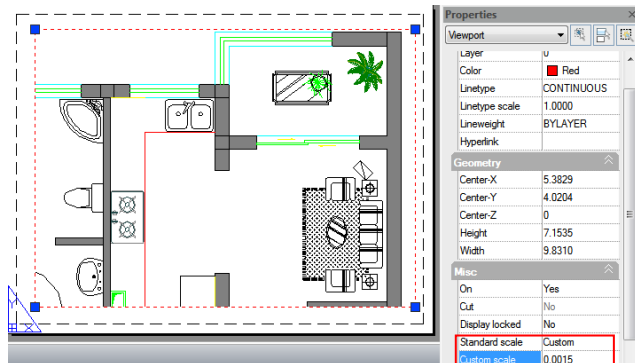 Properties
Viewport
Layer 0
Color Red
Linetype CONTINUOUS
Linetype scale 1.0000
Lineweight BYLAYER
Hyperlink
Geometry
Center-X 5.3829
Center-Y 4.0204
Center-Z 0
Height 7.1535
Width 9.8310
Misc
On Yes
Cut No
Display locked No
Standard scale Custom
Custom scale 0.0015